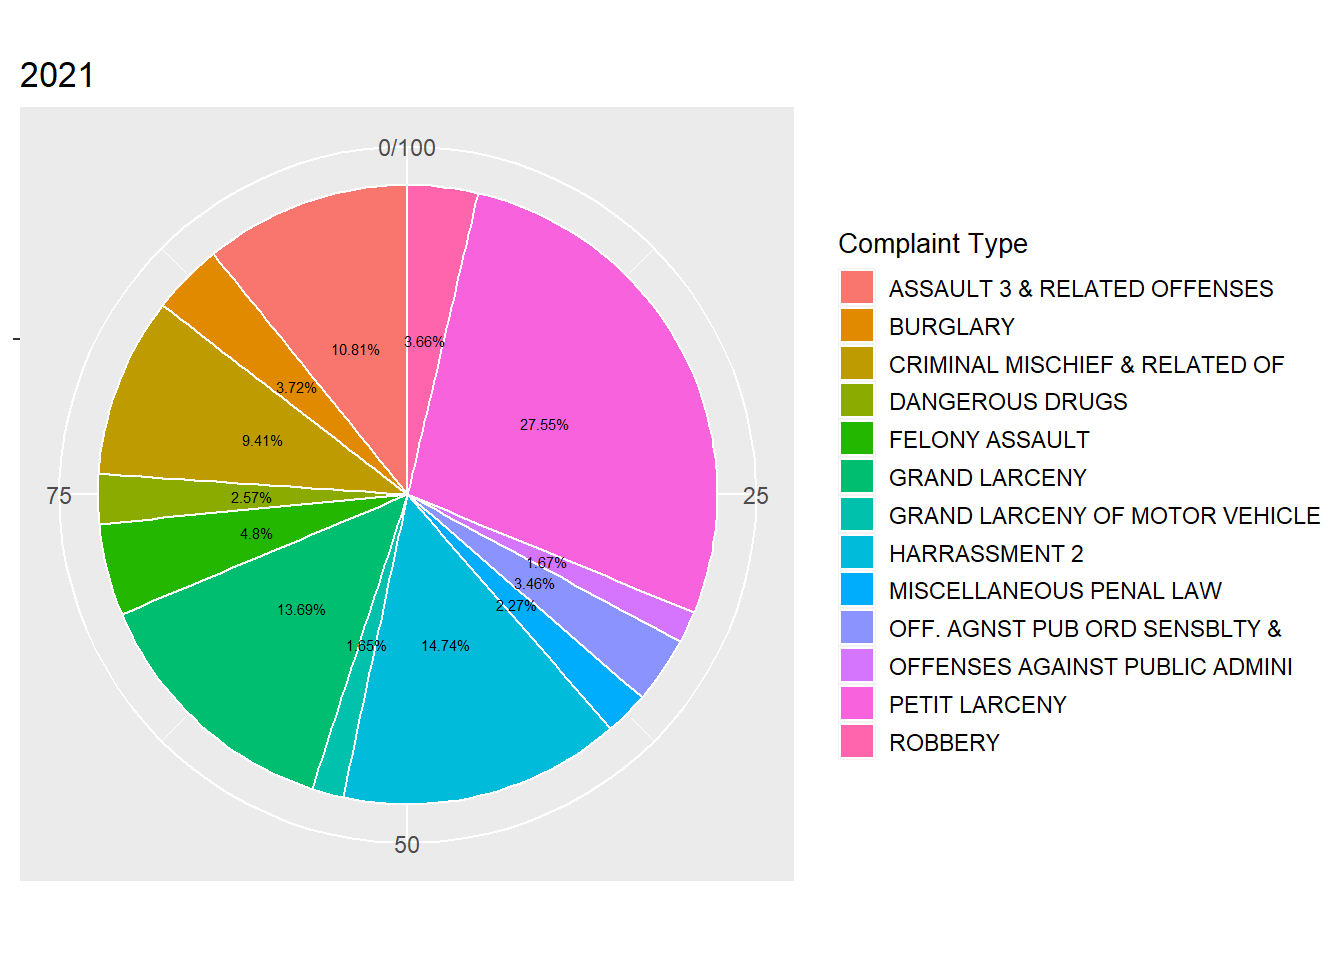 2021
0/100
10.81%
3.66%
3.72%
27.55%
9.41%
75
2.57%
25
4.8%
1.67%
3.46%
2.27%
13.69%
1.65%
14.74%
50
Complaint Type
ASSAULT 3 & RELATED OFFENSES
BURGLARY
CRIMINAL MISCHIEF & RELATED OF
DANGEROUS DRUGS
FELONY ASSAULT
GRAND LARCENY
GRAND LARCENY OF MOTOR VEHICLE
HARRASSMENT 2
MISCELLANEOUS PENAL LAW
OFF. AGNST PUB ORD SENSBLTY &
OFFENSES AGAINST PUBLIC ADMINI
PETIT LARCENY
ROBBERY